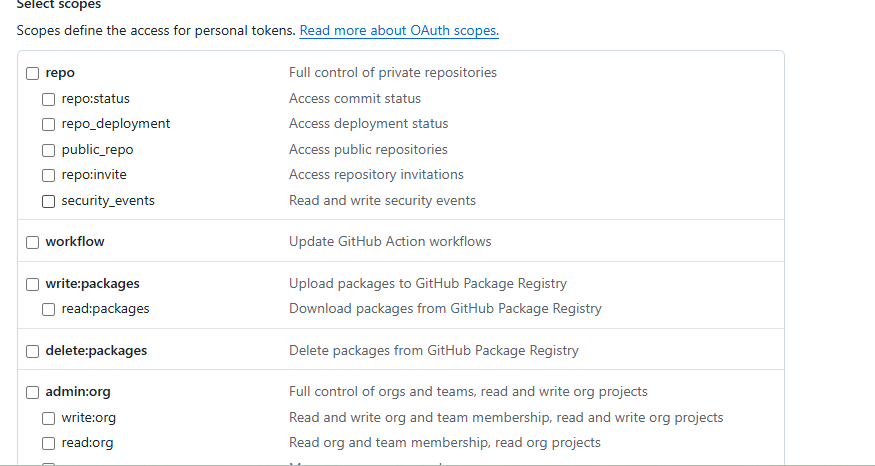 Select scopes
Scopes define the access for personal tokens. Read more about OAuth scopes.
repo Full control of private repositories
repo:status Access commit status
repo_deployment Access deployment status
public_repo Access public repositories
repo:invite Access repository invitations
security_events Read and write security events
workflow Update GitHub Action workflows
write:packages Upload packages to GitHub Package Registry
read:packages Download packages from GitHub Package Registry
delete:packages Delete packages from GitHub Package Registry
admin:org Full control of orgs and teams, read and write org projects
write:org Read and write org and team membership, read and write org projects
read:org Read org and team membership, read org projects